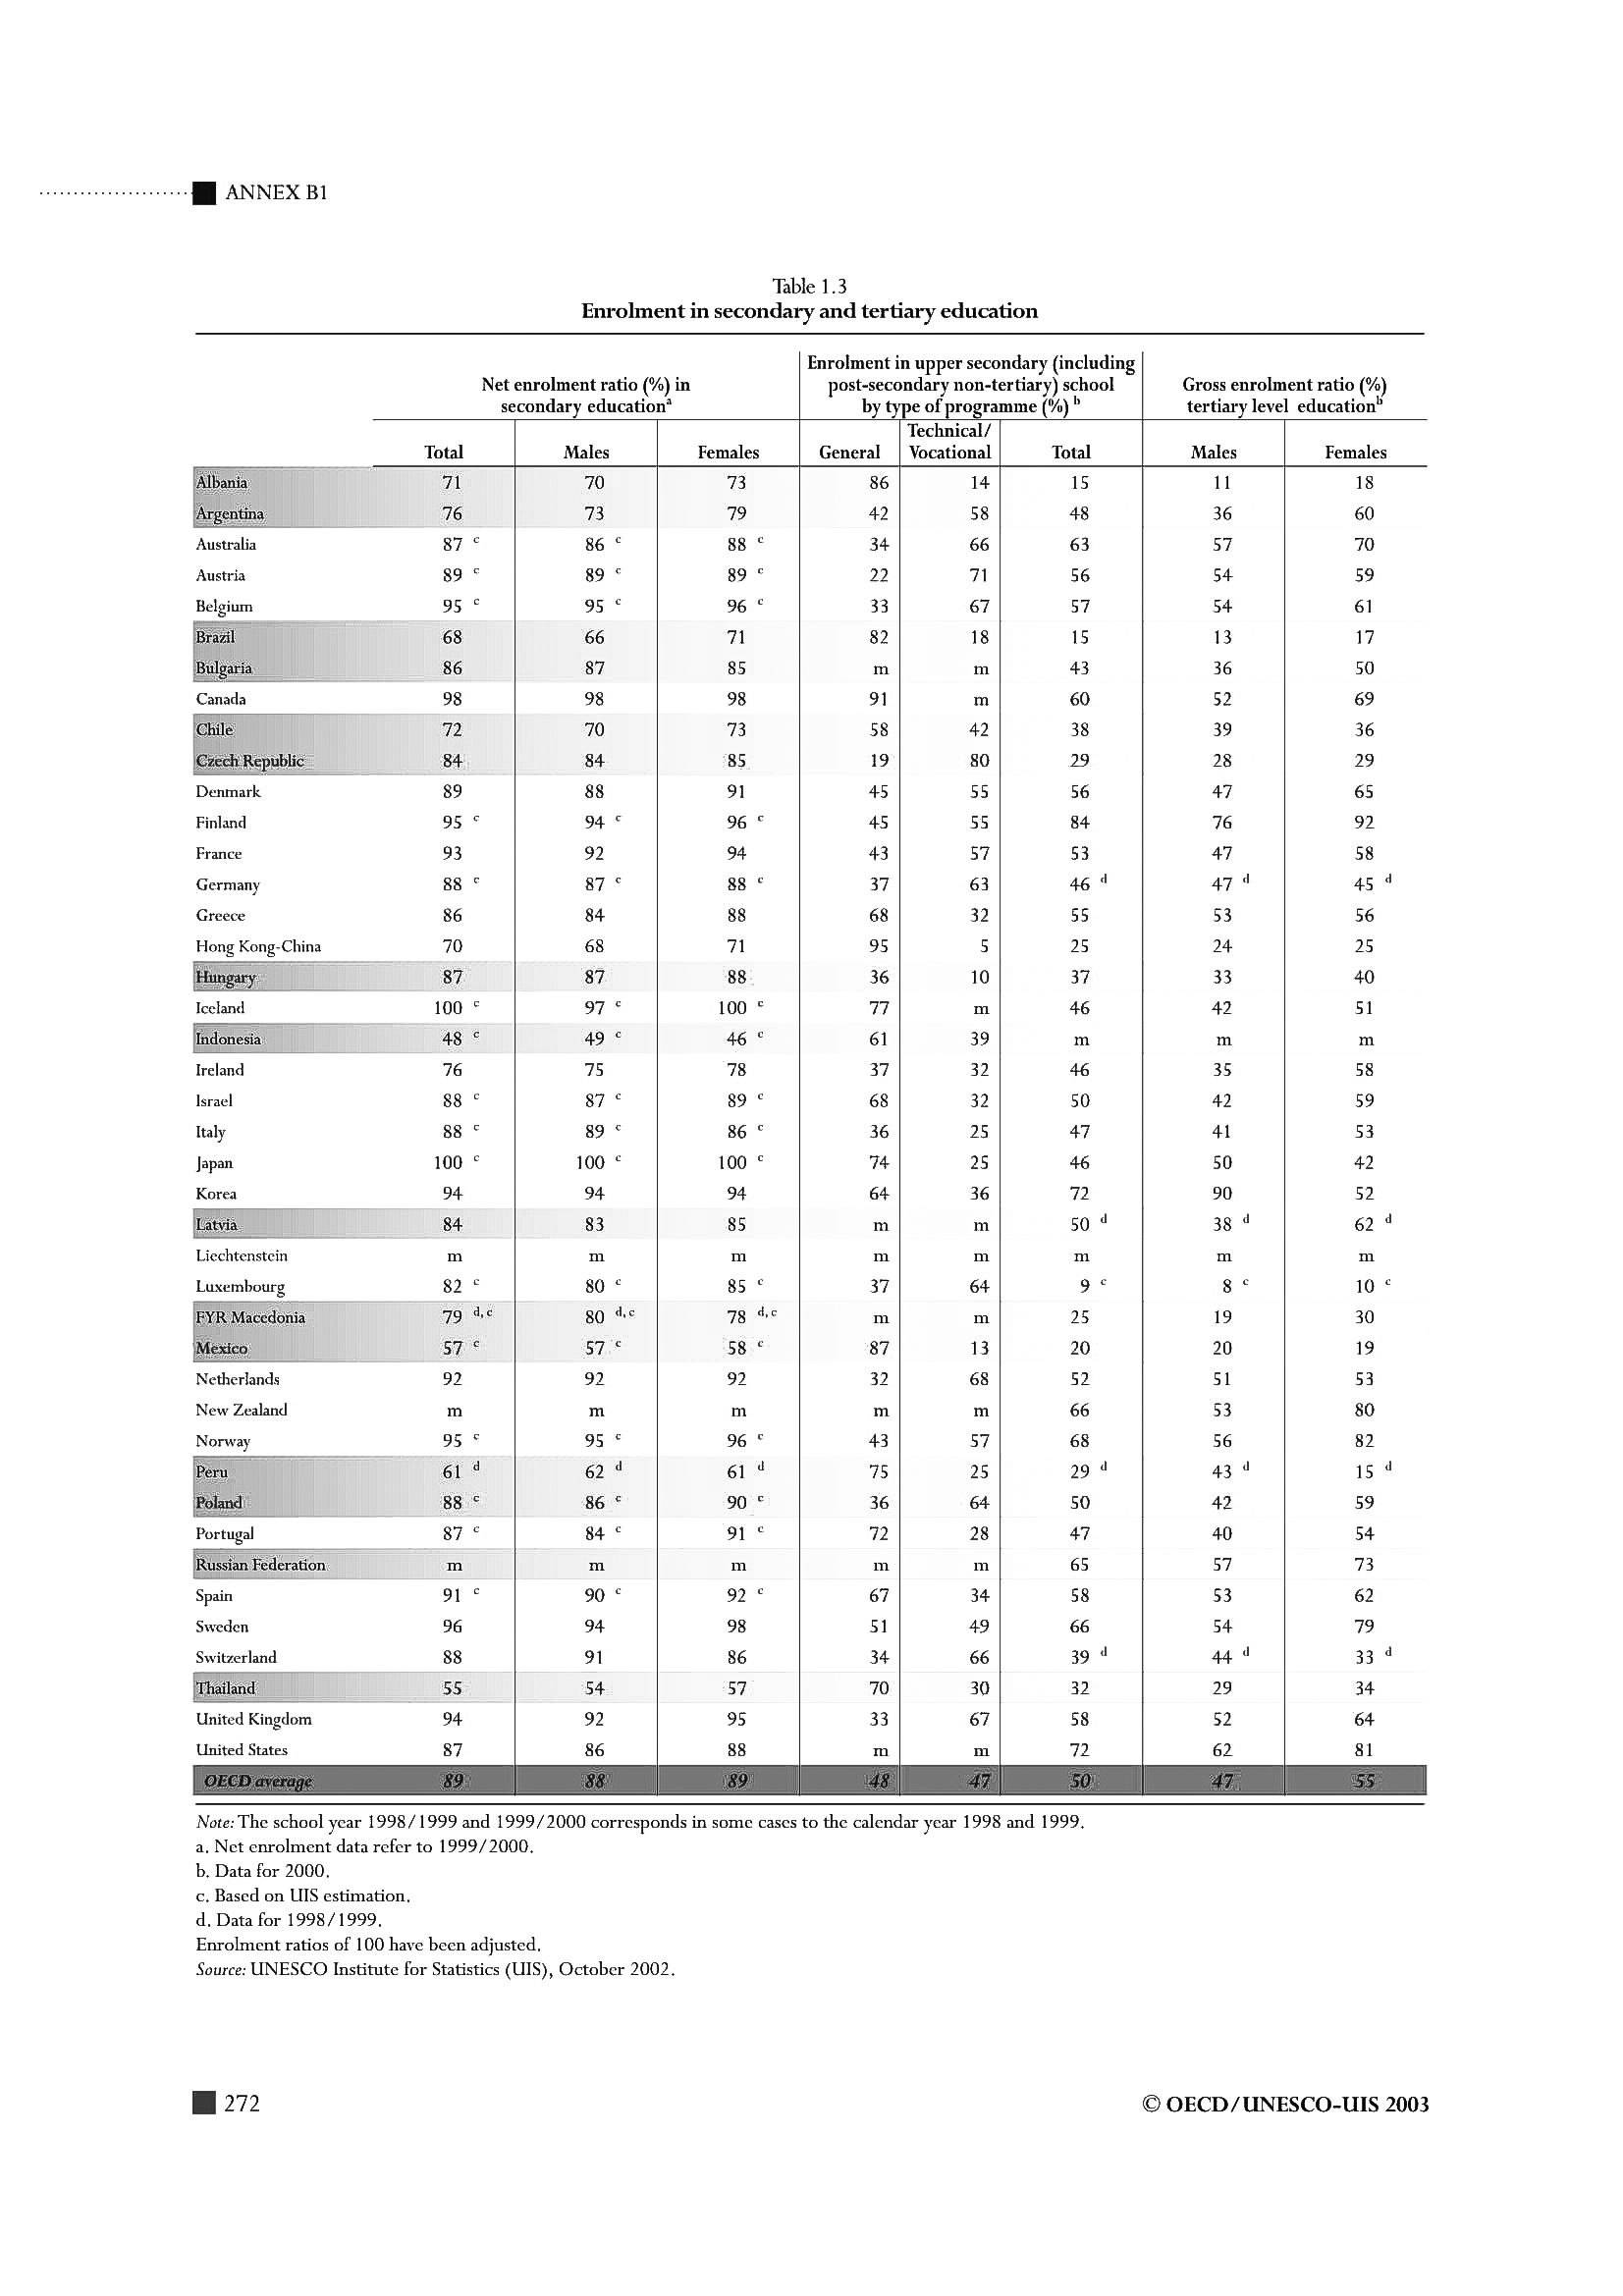 ANNEX B1
Table 1.3
Enrolment in secondary and tertiary education
Net enrolment ratio (%) in secondary education a
Enrolment in upper secondary (including post-secondary non-tertiary) school by type of programme (%) b
Gross enrolment ratio (%) tertiary level education b
Total Males Females General Technical/Vocational Total Males Females
Albania 71 70 73 86 14 15 11 18
Argentina 76 73 79 42 58 48 36 60
Australia 87 c 86 c 88 c 34 66 63 57 70
Austria 89 c 89 c 89 c 22 71 56 54 59
Belgium 95 c 95 c 96 c 33 67 57 54 61
Brazil 68 66 71 82 18 15 13 17
Bulgaria 86 87 85 m m 43 36 50
Canada 98 98 98 91 m 60 52 69
Chile 72 70 73 58 42 38 39 36
Czech Republic 84 84 85 19 80 29 28 29
Denmark 89 88 91 45 55 56 47 65
Finland 95 c 94 c 96 c 45 55 84 76 92
France 93 92 94 43 57 53 47 58
Germany 88 c 87 c 88 c 37 63 46 d 47 d 45 d
Greece 86 84 88 68 32 55 53 56
Hong Kong-China 70 68 71 95 5 25 24 25
Hungary 87 87 88 36 10 37 33 40
Iceland 100 c 97 c 100 c 77 m 46 42 51
Indonesia 48 c 49 c 46 c 61 39 m m m
Ireland 76 75 78 37 32 46 35 58
Israel 88 c 87 c 89 c 68 32 50 42 59
Italy 88 c 89 c 86 c 36 25 47 41 53
Japan 100 c 100 c 100 c 74 25 46 50 42
Korea 94 94 94 64 36 72 90 52
Latvia 84 83 85 m m 50 d 38 d 62 d
Liechtenstein m m m m m m m m
Luxembourg 82 c 80 c 85 c 37 64 9 c 8 c 10 c
FYR Macedonia 79 d,c 80 d,c 78 d,c m m 25 19 30
Mexico 57 c 57 c 58 c 87 13 20 20 19
Netherlands 92 92 92 32 68 52 51 53
New Zealand m m m m m 66 53 80
Norway 95 c 95 c 96 c 43 57 68 56 82
Peru 61 d 62 d 61 d 75 25 29 d 43 d 15 d
Poland 88 c 86 c 90 c 36 64 50 42 59
Portugal 87 c 84 c 91 c 72 28 47 40 54
Russian Federation m m m m m 65 57 73
Spain 91 c 90 c 92 c 67 34 58 53 62
Sweden 96 94 98 51 49 66 54 79
Switzerland 88 91 86 34 66 39 d 44 d 33 d
Thailand 55 54 57 70 30 32 29 34
United Kingdom 94 92 95 33 67 58 52 64
United States 87 86 88 m m 72 62 81
OECD average 89 88 89 48 47 50 47 55
Note: The school year 1998/1999 and 1999/2000 corresponds in some cases to the calendar year 1998 and 1999.
a. Net enrolment data refer to 1999/2000.
b. Data for 2000.
c. Based on UIS estimation.
d. Data for 1998/1999.
Enrolment ratios of 100 have been adjusted.
Source: UNESCO Institute for Statistics (UIS), October 2002.
272
© OECD/UNESCO-UIS 2003